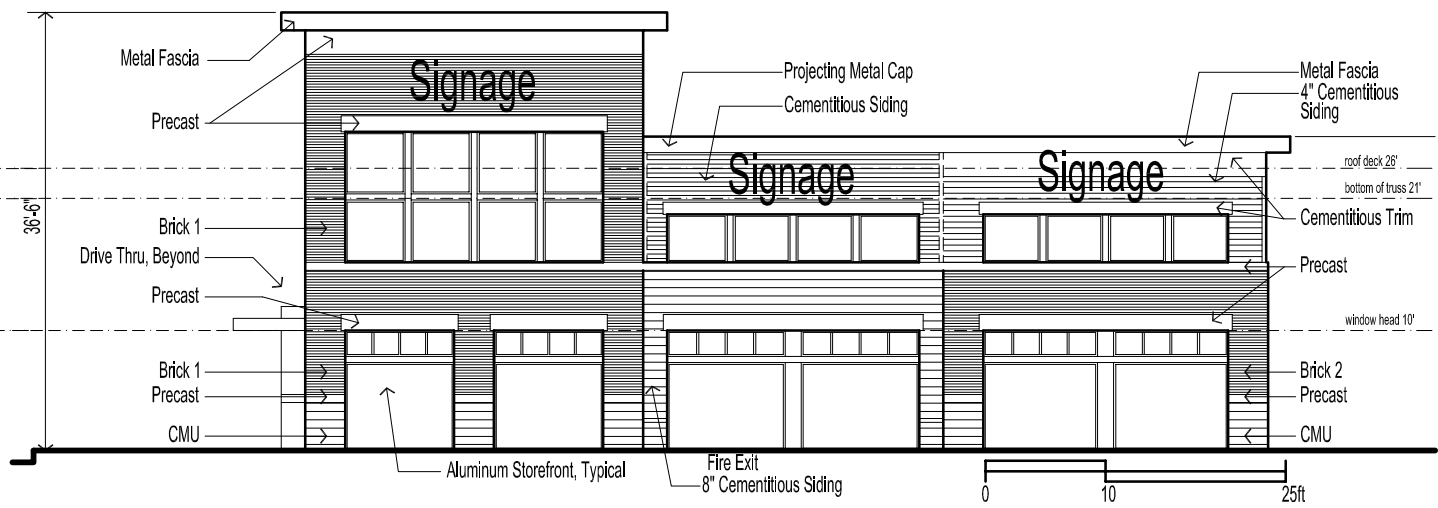 Metal Fascia
Signage
Precast
Projecting Metal Cap
Cementitious Siding
Metal Fascia
4" Cementitious
Siding
Signage
Signage
roof deck 26'
bottom of truss 21'
36'-6"
Brick 1
Cementitious Trim
Drive Thru, Beyond
Precast
Precast
window head 10'
Brick 1
Precast
CMU
Brick 2
Precast
CMU
Aluminum Storefront, Typical
Fire Exit
8" Cementitious Siding
0
10
25ft